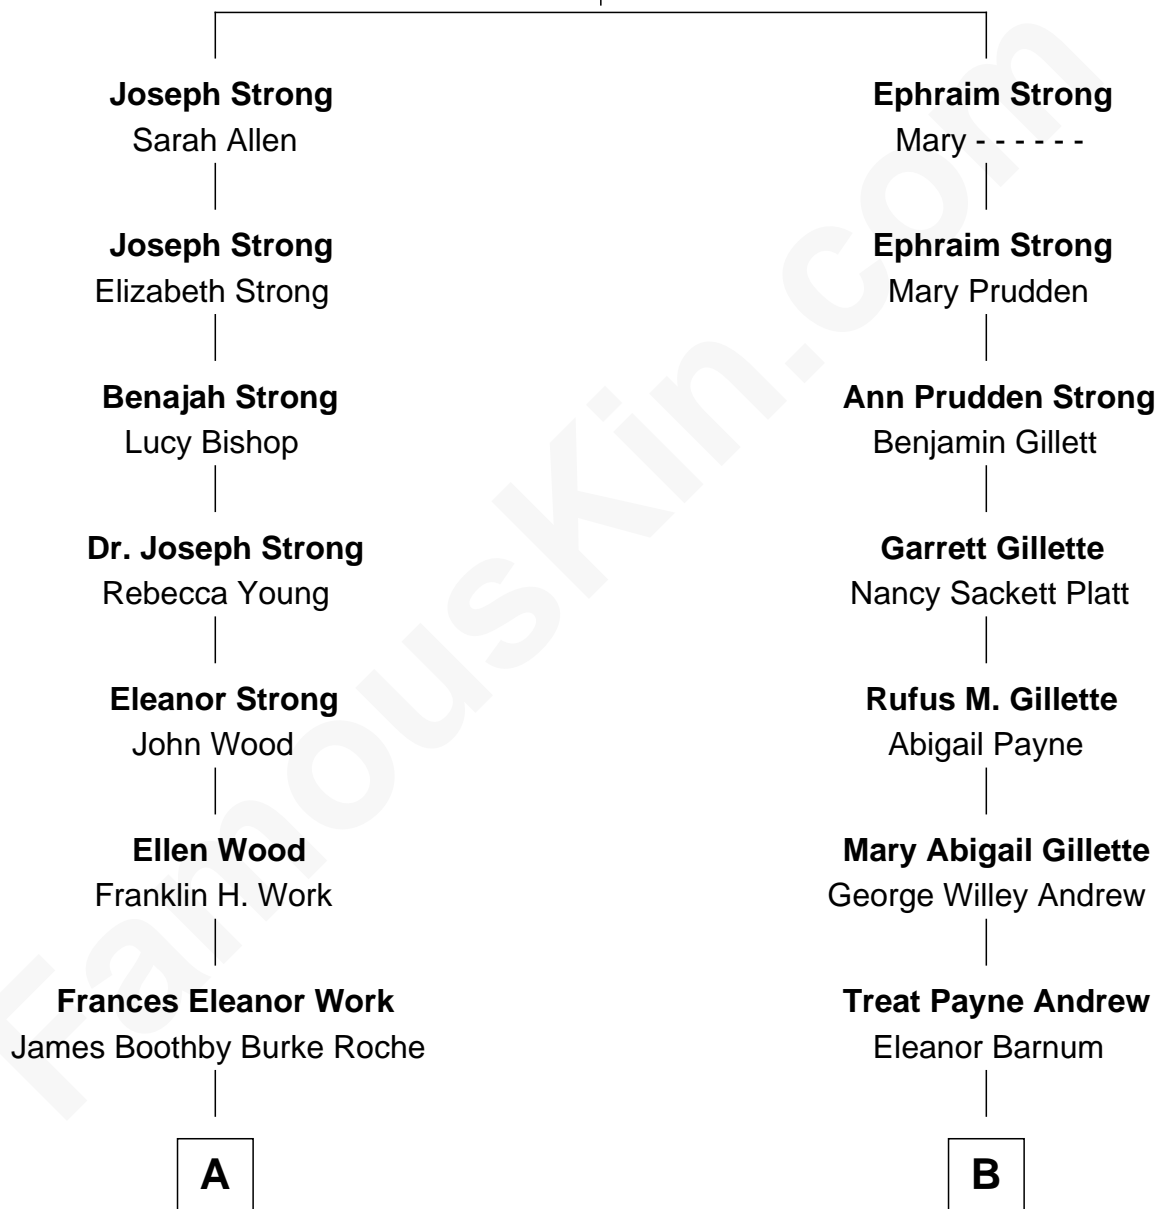 Joseph Strong
Sarah Allen
Joseph Strong
Elizabeth Strong
Benajah Strong
Lucy Bishop
Dr. Joseph Strong
Rebecca Young
Eleanor Strong
John Wood
Ellen Wood
Franklin H. Work
Frances Eleanor Work
James Boothby Burke Roche
A
Ephraim Strong
Mary - - - - - -
Ephraim Strong
Mary Prudden
Ann Prudden Strong
Benjamin Gillett
Garrett Gillette
Nancy Sackett Platt
Rufus M. Gillette
Abigail Payne
Mary Abigail Gillette
George Willey Andrew
Treat Payne Andrew
Eleanor Barnum
B
FamousKin.com